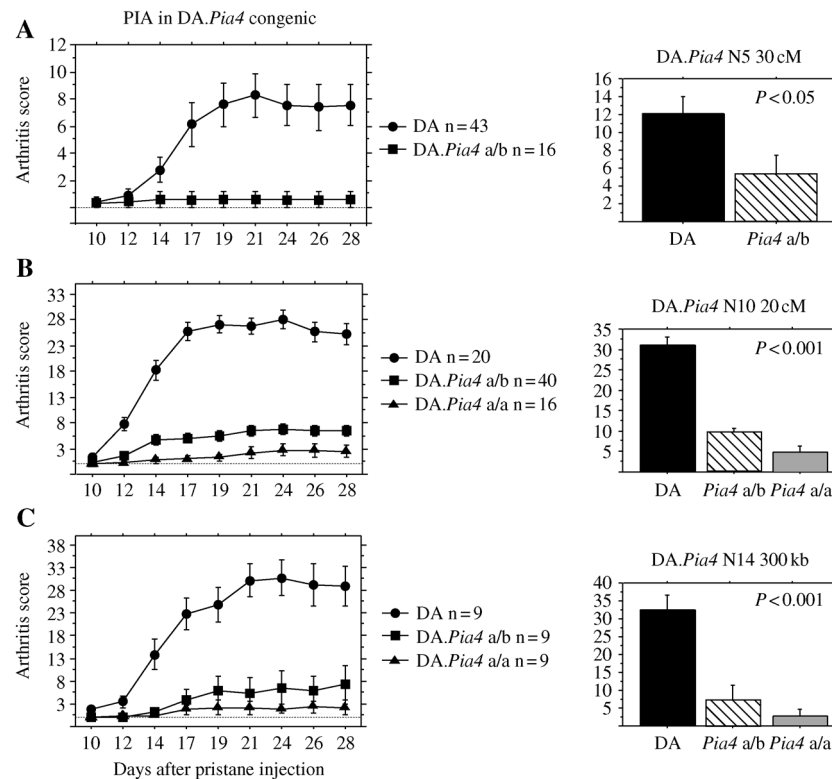 A
PIA in DA.Pia4 congenic
Arthritis score
12
10
8
6
4
2
10 12 14 17 19 21 24 26 28
DA n=43
DA.Pia4 a/b n=16
DA.Pia4 N5 30 cM
P<0.05
16
14
12
10
8
6
4
2
DA Pia4 a/b
B
Arthritis score
33
28
23
18
13
8
3
10 12 14 17 19 21 24 26 28
DA n=20
DA.Pia4 a/b n=40
DA.Pia4 a/a n=16
DA.Pia4 N10 20 cM
P<0.001
35
30
25
20
15
10
5
DA Pia4 a/b Pia4 a/a
C
Arthritis score
38
33
28
23
18
13
8
3
10 12 14 17 19 21 24 26 28
Days after pristane injection
DA n=9
DA.Pia4 a/b n=9
DA.Pia4 a/a n=9
DA.Pia4 N14 300 kb
P<0.001
40
35
30
25
20
15
10
5
DA Pia4 a/b Pia4 a/a